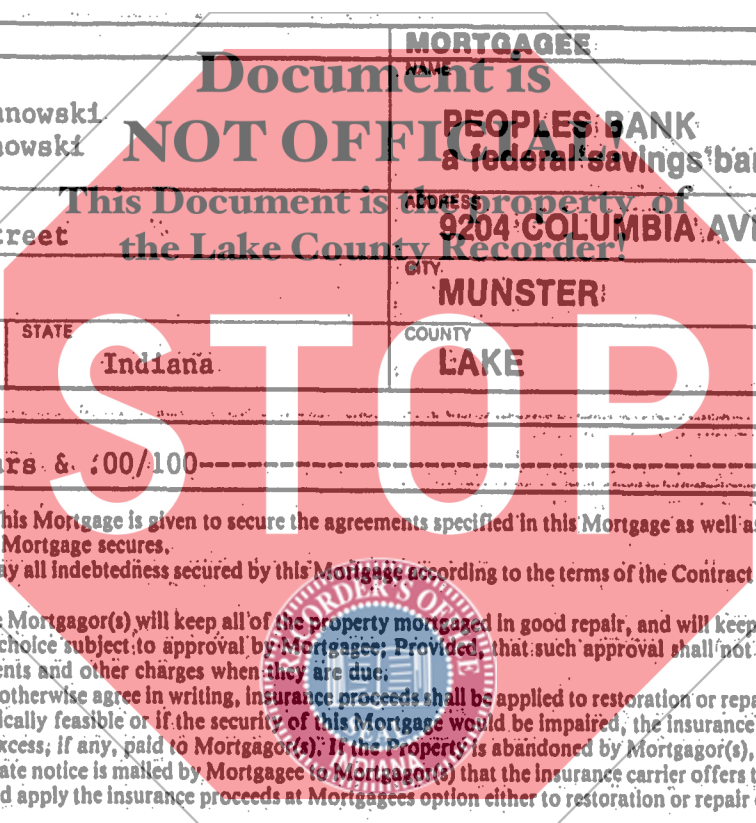 MORTGAGEE
Document is
NAME
nowski
NOT OFFICIAL
PEOPLES BANK
owski
a federal savings ba
This Document is the property of
ADDRESS
reet
9204 COLUMBIA AV
the Lake County Recorder!
CITY
MUNSTER
STATE
COUNTY
Indiana
LAKE
STOP
rs & 00/100
his Mortgage is given to secure the agreements specified in this Mortgage as well a
Mortgage secures.
ay all indebtedness secured by this Mortgage according to the terms of the Contract
Mortgagor(s) will keep all of the property mortgaged in good repair, and will keep
choice subject to approval by Mortgagee; Provided, that such approval shall not
ents and other charges when they are due.
otherwise agree in writing, insurance proceeds shall be applied to restoration or repa
ically feasible or if the security of this Mortgage would be impaired, the insurance
xcess, if any, paid to Mortgagor(s). If the Property is abandoned by Mortgagor(s),
ate notice is mailed by Mortgagee to Mortgagor(s) that the insurance carrier offers t
d apply the insurance proceeds at Mortgagees option either to restoration or repair
RECORDER'S OFFICE
INDIANA